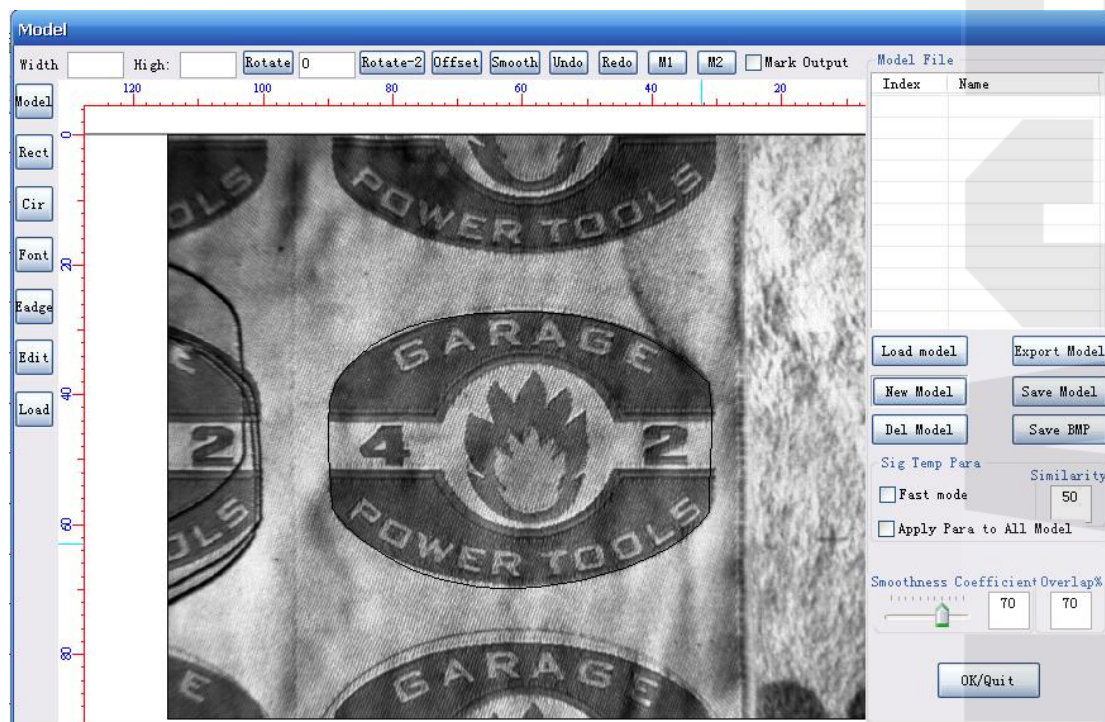 Model
Width High: Rotate 0 Rotate-2 Offset Smooth Undo Redo M1 M2 Mark Output
Model File
Index Name
120 100 80 60 40 20
Model
Rect
Cir
Font
Eadge
Edit
Load
0
20
40
60
80
OLS
POWER TOOLS
GARAGE
4 2
POWER TOOLS
E
2
OLS
E
GARAGE
Load model Export Model
New Model Save Model
Del Model Save BMP
Sig Temp Para
Similarity
Fast mode 50
Apply Para to All Model
Smoothness Coefficient Overlap%
70 70
OK/Quit